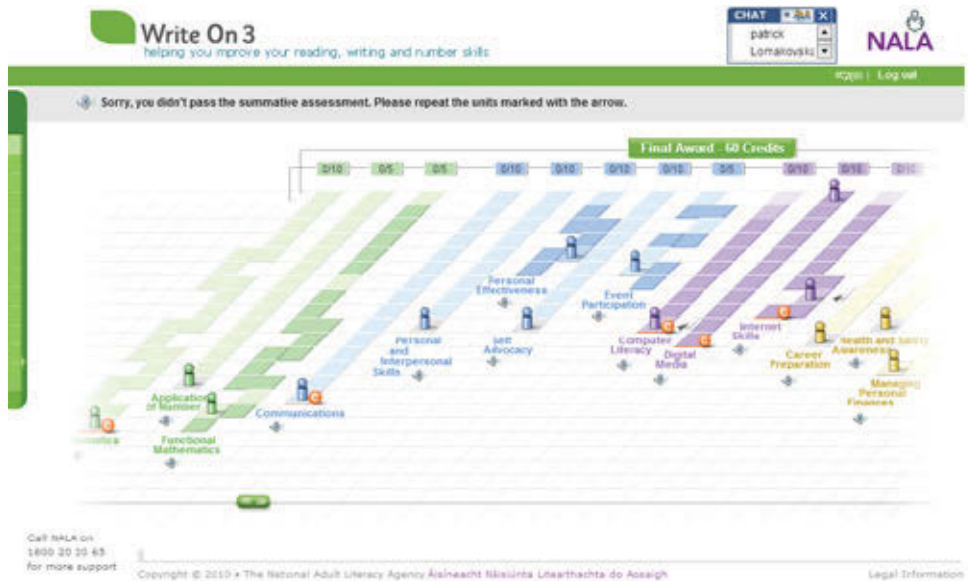 Write On 3
helping you mprove your reading, writing and number skills
CHAT
patrick
Lomakovski
NALA
Log out
Sorry, you didn't pass the summative assessment. Please repeat the units marked with the arrow.
Final Award - 60 Credits
0/10 0/5 0/5 0/10 0/10 0/10 0/10 0/5 0/10 0/10 0/10
Personal
Effectiveness
Event
Participation
Personal
and
Interpersonal
Skills
Self
Advocacy
Computer
Literacy
Digital
Media
Internet
Skills
Career
Preparation
Health and Safety
Awareness
Managing
Personal
Finances
Application
of Number
Communications
Functional
Mathematics
Call NALA on
1800 20 20 65
for more support
Copyright © 2010 • The National Adult Literacy Agency Áisíneacht Náisiúnta Litearthachta do Aosaigh
Legal Information